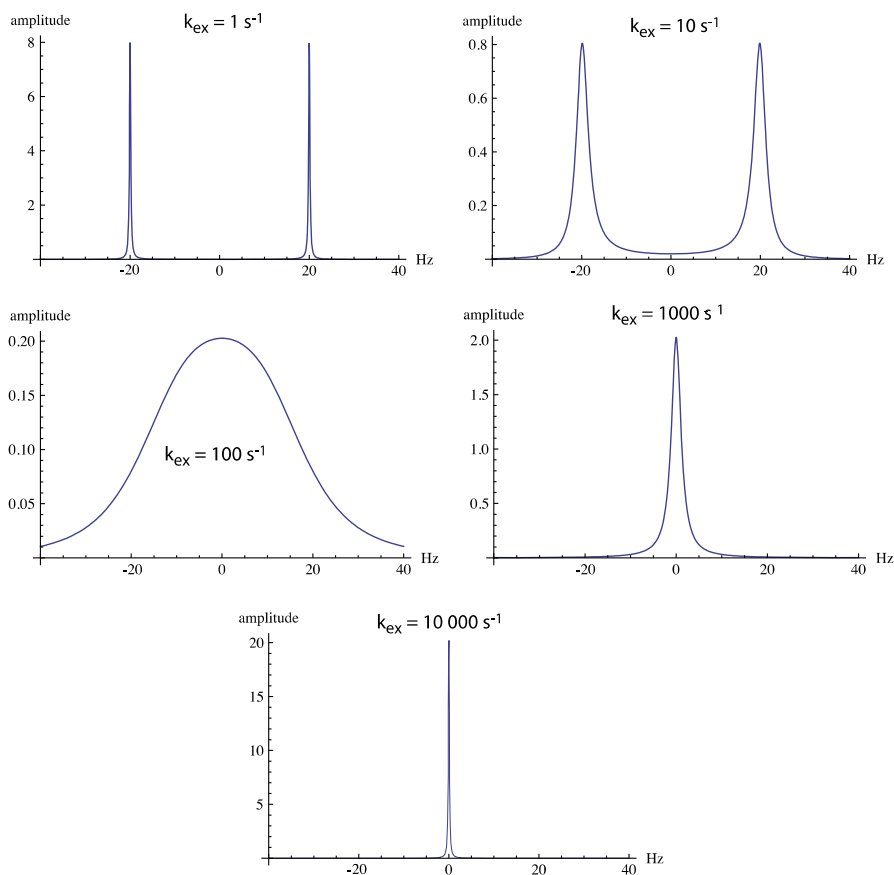 amplitude
k_ex = 1 s⁻¹
8
6
4
2
-20 0 20 40 Hz
amplitude
k_ex = 10 s⁻¹
0.8
0.6
0.4
0.2
-20 0 20 40 Hz
amplitude
0.20
0.15
0.10
0.05
k_ex = 100 s⁻¹
-20 0 20 40 Hz
amplitude
k_ex = 1000 s ¹
2.0
1.5
1.0
0.5
-20 0 20 40 Hz
amplitude
k_ex = 10 000 s⁻¹
20
15
10
5
-20 0 20 40 Hz